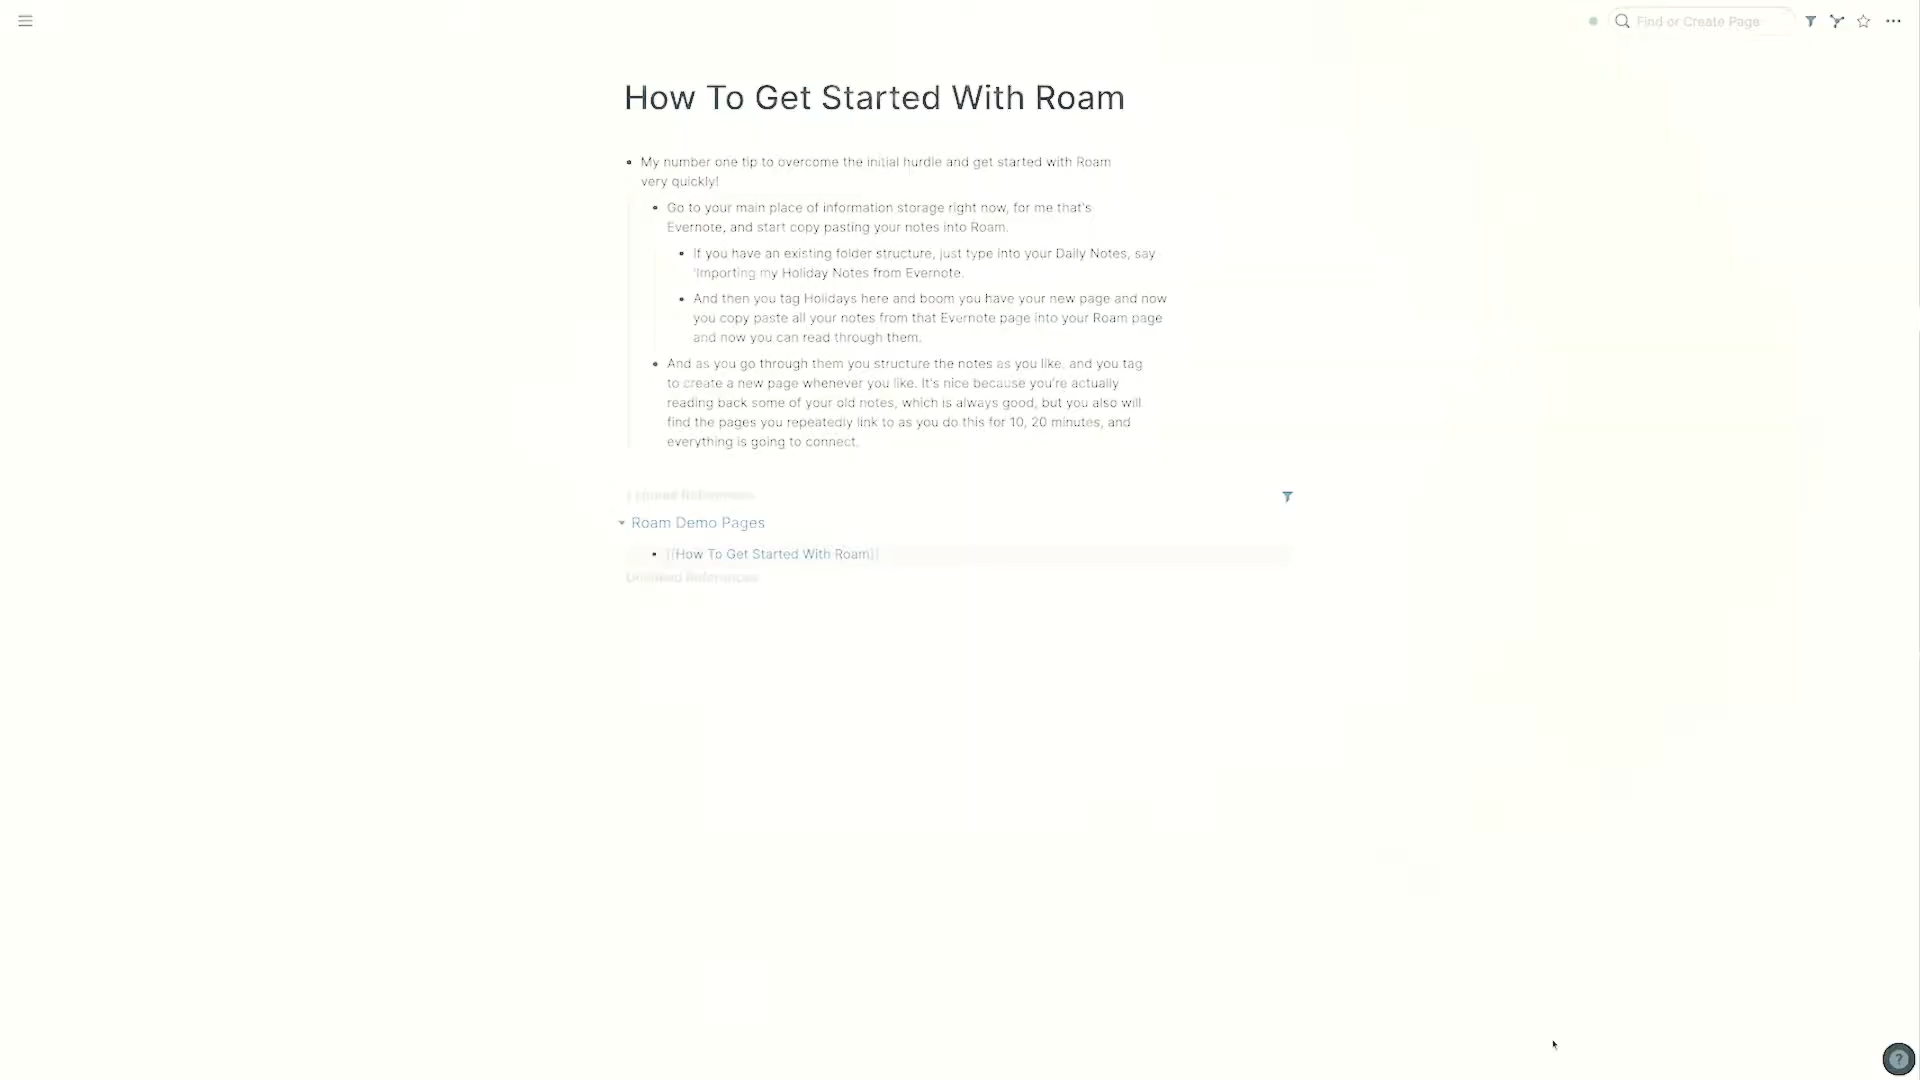 Find or Create Page
How To Get Started With Roam
My number one tip to overcome the initial hurdle and get started with Roam
very quickly!
Go to your main place of information storage right now, for me that's
Evernote, and start copy pasting your notes into Roam.
If you have an existing folder structure, just type into your Daily Notes, say
'Importing my Holiday Notes from Evernote.
And then you tag Holidays here and boom you have your new page and now
you copy paste all your notes from that Evernote page into your Roam page
and now you can read through them.
And as you go through them you structure the notes as you like, and you tag
to create a new page whenever you like. It's nice because you're actually
reading back some of your old notes, which is always good, but you also will
find the pages you repeatedly link to as you do this for 10, 20 minutes, and
everything is going to connect.
References
Roam Demo Pages
[[How To Get Started With Roam]]
Unlinked References
?